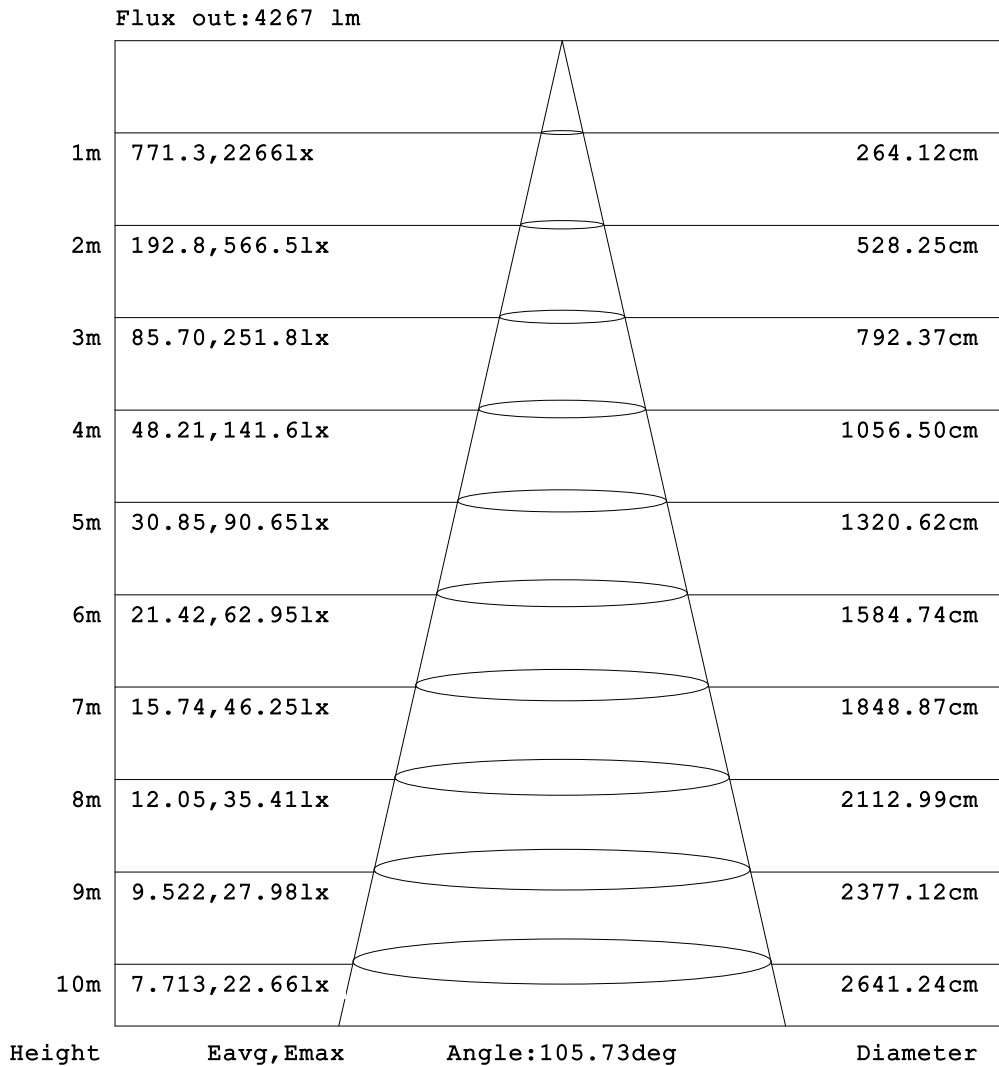 Flux out:4267 lm
1m 771.3,2266lx 264.12cm
2m 192.8,566.5lx 528.25cm
3m 85.70,251.8lx 792.37cm
4m 48.21,141.6lx 1056.50cm
5m 30.85,90.65lx 1320.62cm
6m 21.42,62.95lx 1584.74cm
7m 15.74,46.25lx 1848.87cm
8m 12.05,35.41lx 2112.99cm
9m 9.522,27.98lx 2377.12cm
10m 7.713,22.66lx 2641.24cm
Height Eavg,Emax Angle:105.73deg Diameter